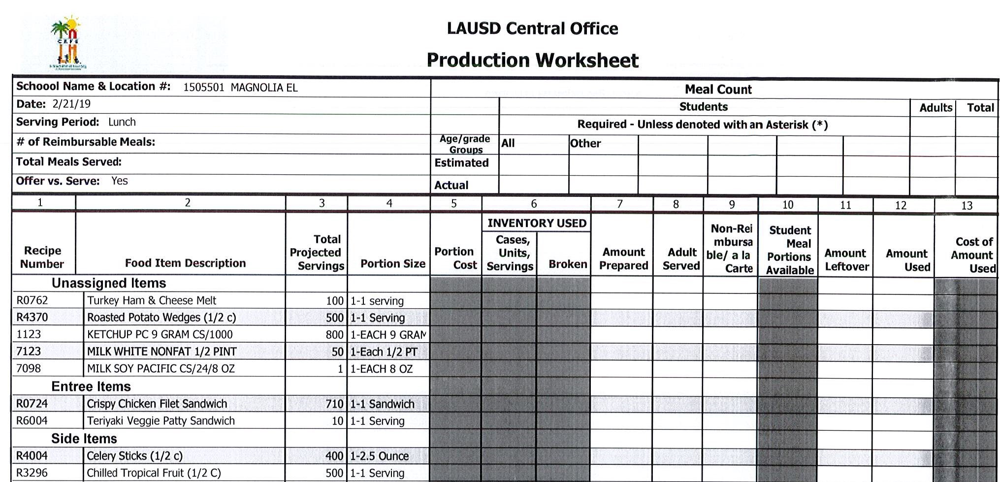 CAFE
LA
LAUSD Central Office
Production Worksheet
Schoool Name & Location #: 1505501 MAGNOLIA EL
Meal Count
Date: 2/21/19
Students
Adults
Total
Serving Period: Lunch
Required - Unless denoted with an Asterisk (*)
# of Reimbursable Meals:
Age/grade Groups
All
Other
Total Meals Served:
Estimated
Offer vs. Serve: Yes
Actual
1 2 3 4 5 6 7 8 9 10 11 12 13
Recipe Number
Food Item Description
Total Projected Servings
Portion Size
Portion Cost
INVENTORY USED
Cases, Units, Servings
Broken
Amount Prepared
Adult Served
Non-Rei mbursa ble/ a la Carte
Student Meal Portions Available
Amount Leftover
Amount Used
Cost of Amount Used
Unassigned Items
R0762 Turkey Ham & Cheese Melt 100 1-1 serving
R4370 Roasted Potato Wedges (1/2 c) 500 1-1 Serving
1123 KETCHUP PC 9 GRAM CS/1000 800 1-EACH 9 GRAM
7123 MILK WHITE NONFAT 1/2 PINT 50 1-Each 1/2 PT
7098 MILK SOY PACIFIC CS/24/8 OZ 1 1-EACH 8 OZ
Entree Items
R0724 Crispy Chicken Filet Sandwich 710 1-1 Sandwich
R6004 Teriyaki Veggie Patty Sandwich 10 1-1 Serving
Side Items
R4004 Celery Sticks (1/2 c) 400 1-2.5 Ounce
R3296 Chilled Tropical Fruit (1/2 C) 500 1-1 Serving